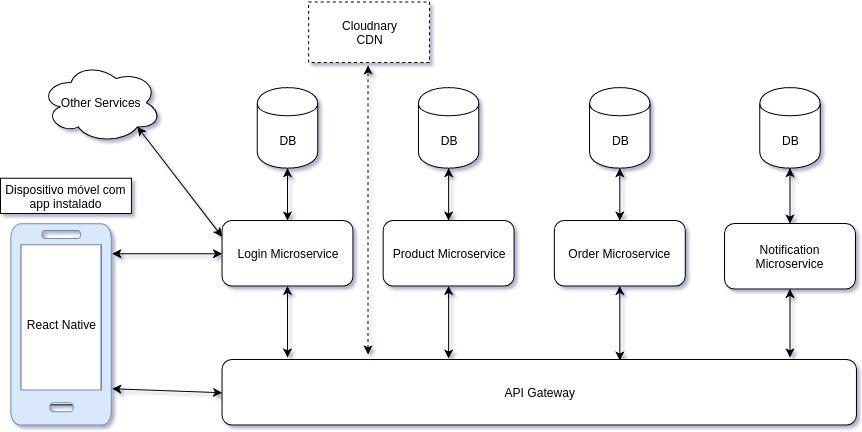 Cloudnary
CDN
Other Services
DB
DB
DB
DB
Dispositivo móvel com
app instalado
Login Microservice
Product Microservice
Order Microservice
Notification
Microservice
React Native
API Gateway